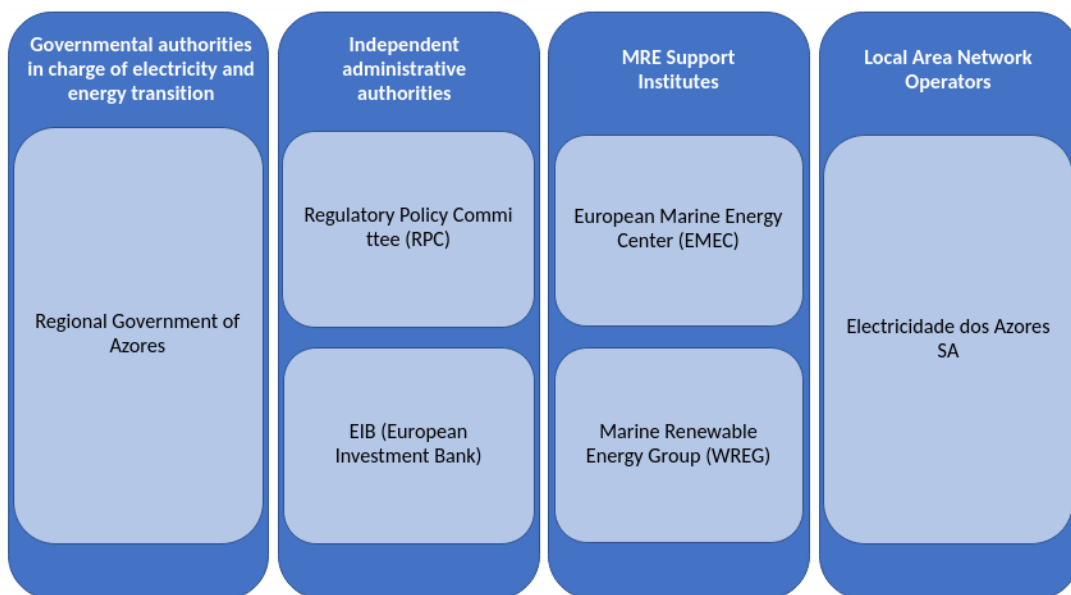 Governmental authorities
in charge of electricity and
energy transition
Regional Government of
Azores
Independent
administrative
authorities
Regulatory Policy Commi
ttee (RPC)
EIB (European
Investment Bank)
MRE Support
Institutes
European Marine Energy
Center (EMEC)
Marine Renewable
Energy Group (WREG)
Local Area Network
Operators
Electricidade dos Azores
SA